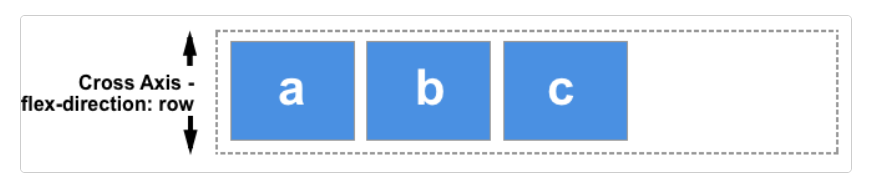 Cross Axis -
flex-direction: row
a b c